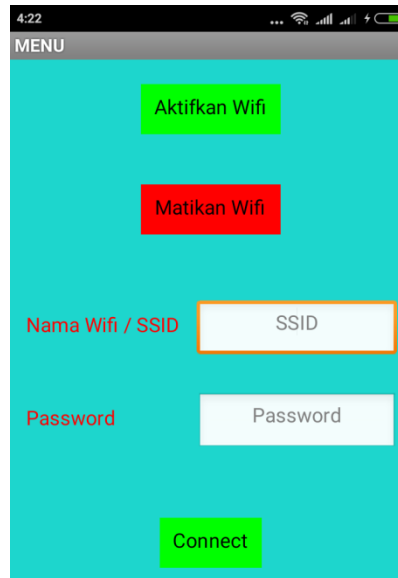 4:22 ...
MENU
Aktifkan Wifi
Matikan Wifi
Nama Wifi / SSID SSID
Password Password
Connect